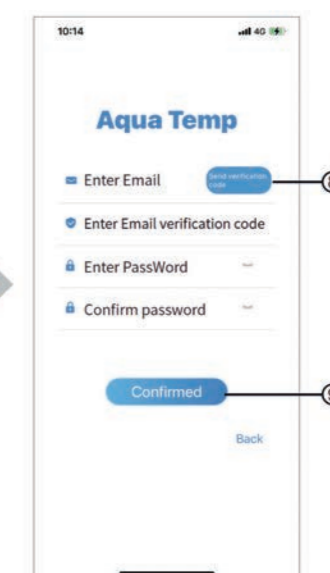 10:14 4G
Aqua Temp
Enter Email
Send verification
code
Enter Email verification code
Enter PassWord
Confirm password
Confirmed
Back